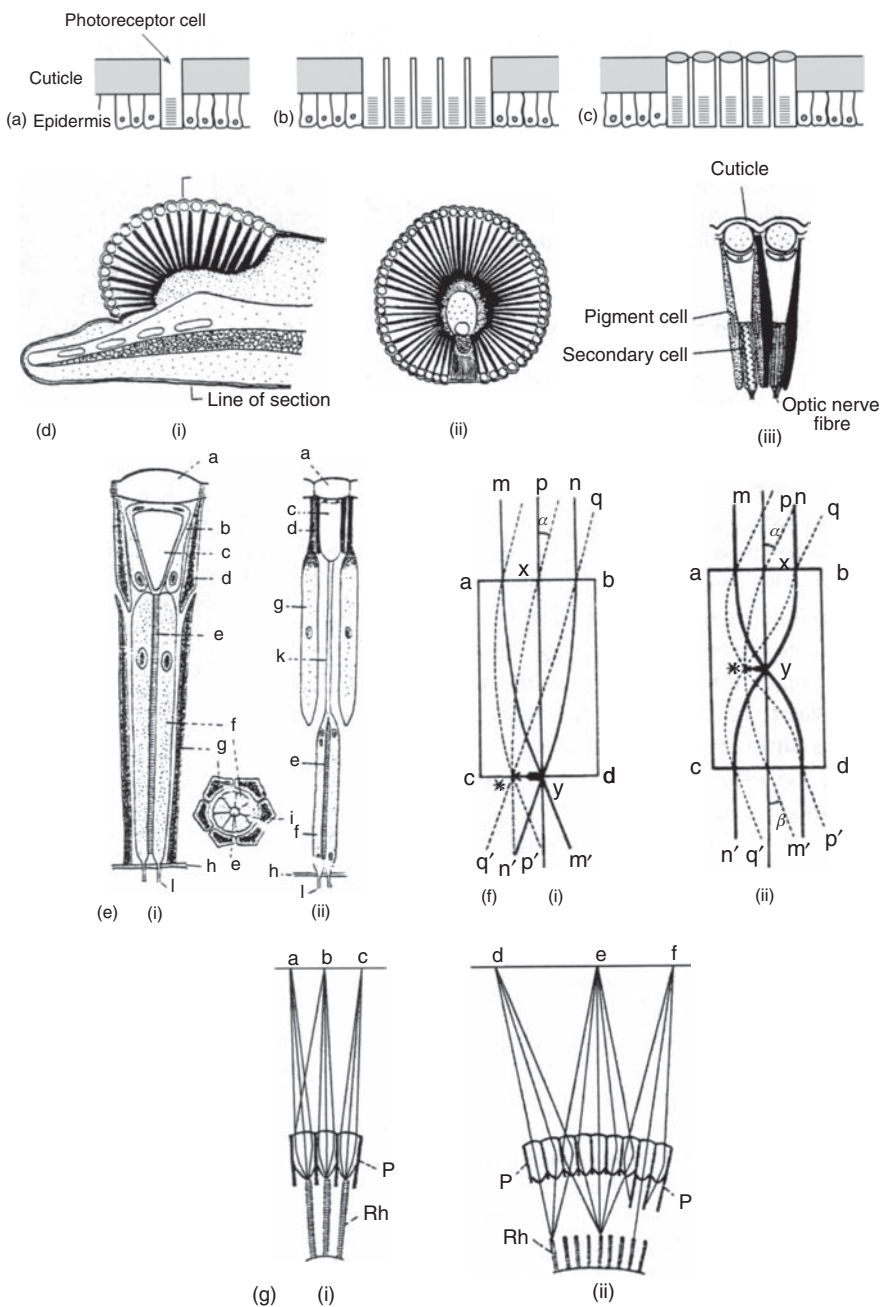 Photoreceptor cell
Cuticle
(a) Epidermis
(b)
(c)
Cuticle
Pigment cell
Secondary cell
Line of section
Optic nerve fibre
(d) (i) (ii) (iii)
a
b
c
d
e
f
g
i
h
e
l
(e) (i)
a
c
d
g
k
e
f
h
l
(ii)
m p n q
α
x
a b
c d
* y
q' n' p' m'
(f) (i)
m p n q
α
x
a b
* y
c d
β
n' q' m' p'
(ii)
a b c
P
Rh
(g) (i)
d e f
P
P
Rh
(ii)